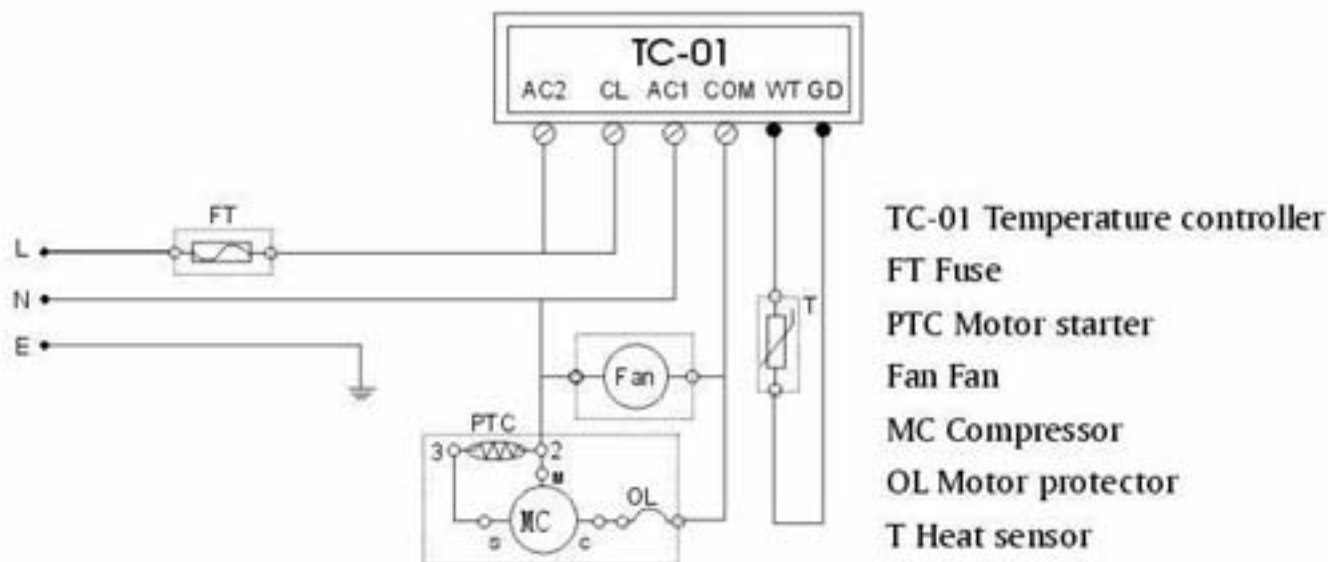 TC-01
AC2 CL AC1 COM WT GD
FT
L
N
E
T
Fan
PTC
3 2
M
OL
MC
S C
TC-01 Temperature controller
FT Fuse
PTC Motor starter
Fan Fan
MC Compressor
OL Motor protector
T Heat sensor